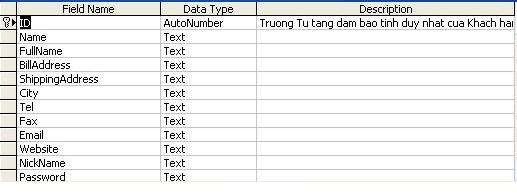 Field Name Data Type Description
ID AutoNumber Truong Tu tang dam bao tinh duy nhat cua Khach
Name Text
FullName Text
BillAddress Text
ShippingAddress Text
City Text
Tel Text
Fax Text
Email Text
Website Text
NickName Text
Password Text